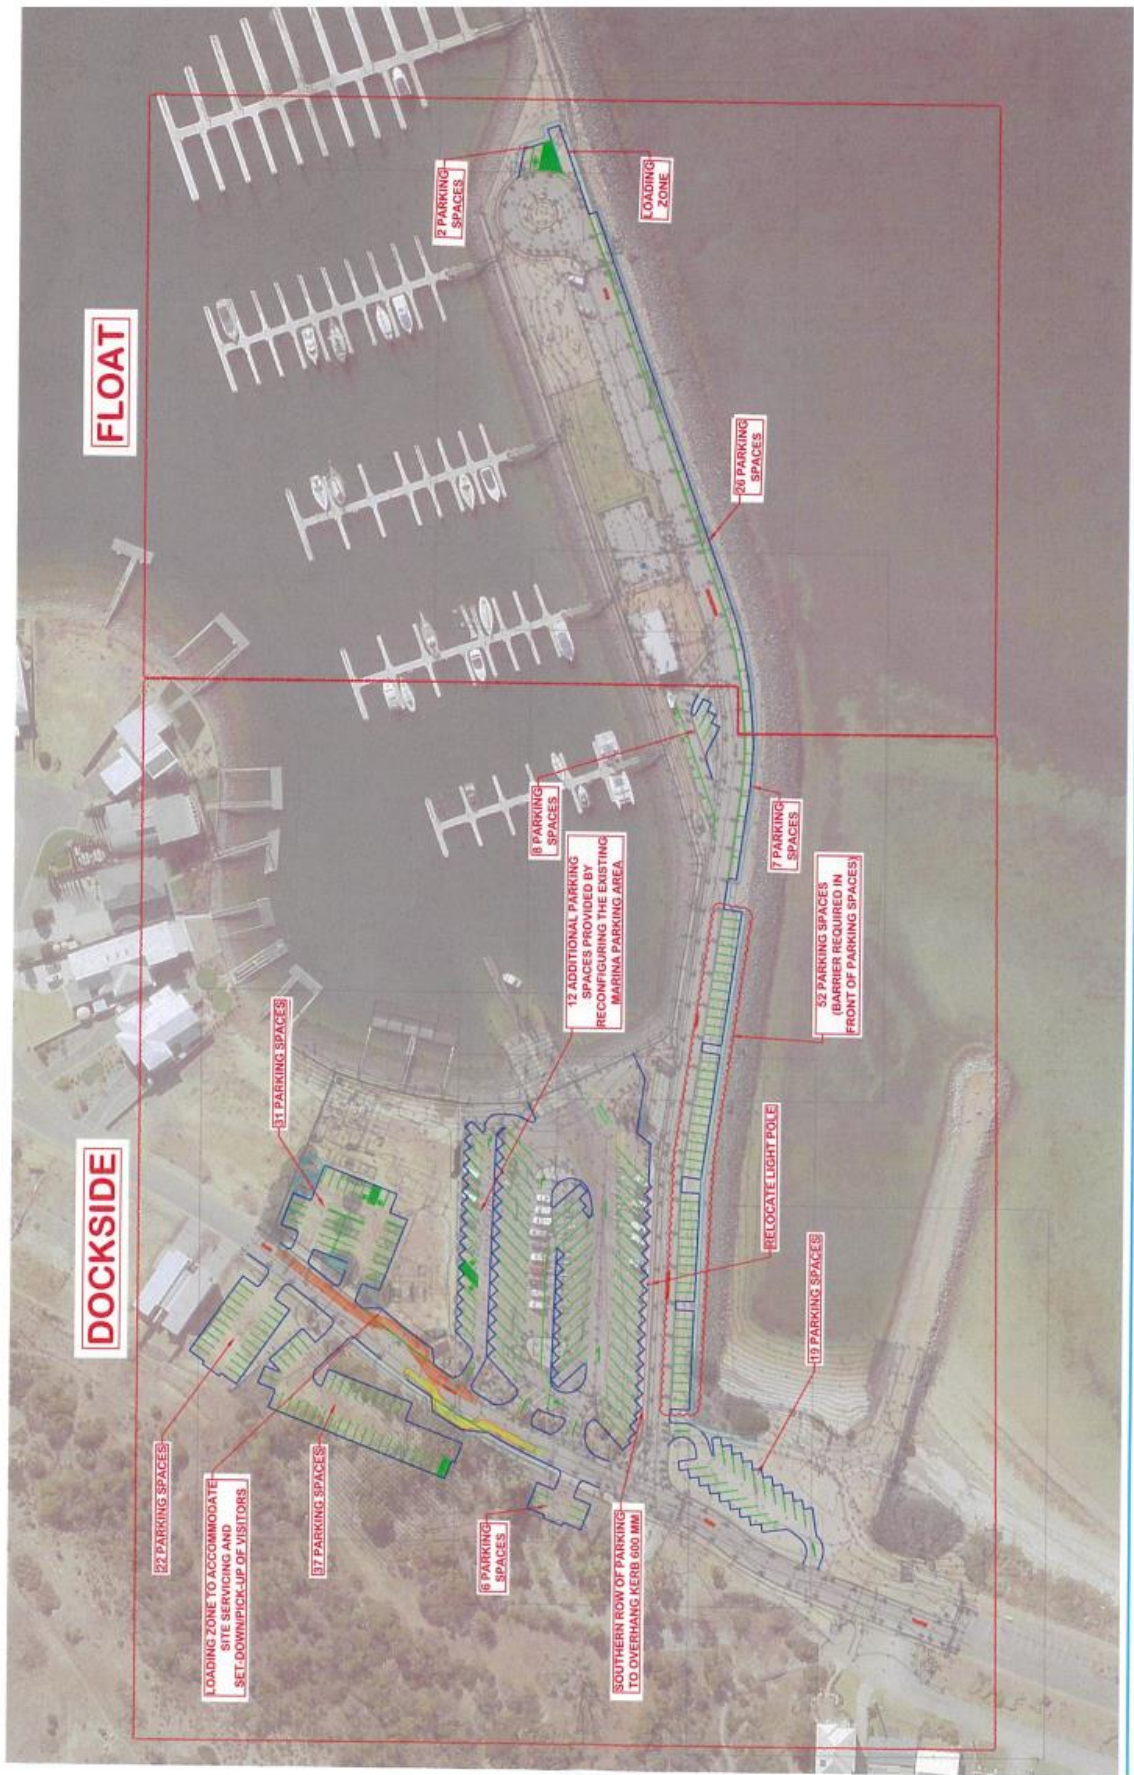 FLOAT
2 PARKING
SPACES
LOADING
ZONE
26 PARKING
SPACES
DOCKSIDE
8 PARKING
SPACES
7 PARKING
SPACES
12 ADDITIONAL PARKING
SPACES PROVIDED BY
RECONFIGURING THE EXISTING
MARINA PARKING AREA
52 PARKING SPACES
(BARRIER REQUIRED IN
FRONT OF PARKING SPACES)
31 PARKING SPACES
RELOCATE LIGHT POLE
19 PARKING SPACES
22 PARKING SPACES
LOADING ZONE TO ACCOMMODATE
SITE SERVICING AND
SET-DOWN/PICK-UP OF VISITORS
37 PARKING SPACES
6 PARKING
SPACES
SOUTHERN ROW OF PARKING
TO OVERHANG KERB 600 MM